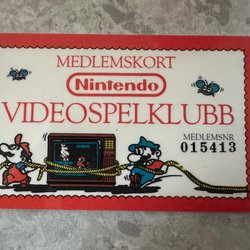 MEDLEMSKORT
Nintendo
VIDEOSPELKLUBB
MEDLEMSNR
015413